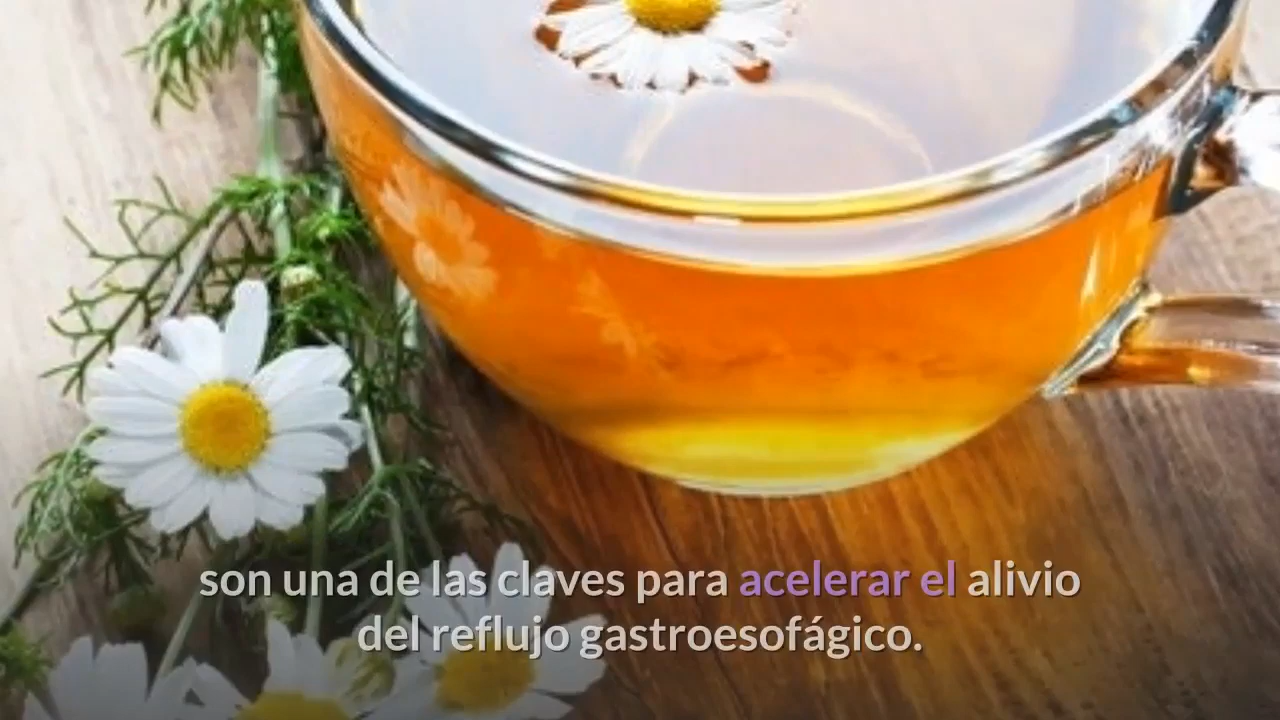 son una de las claves para acelerar el alivio
del reflujo gastroesofágico.